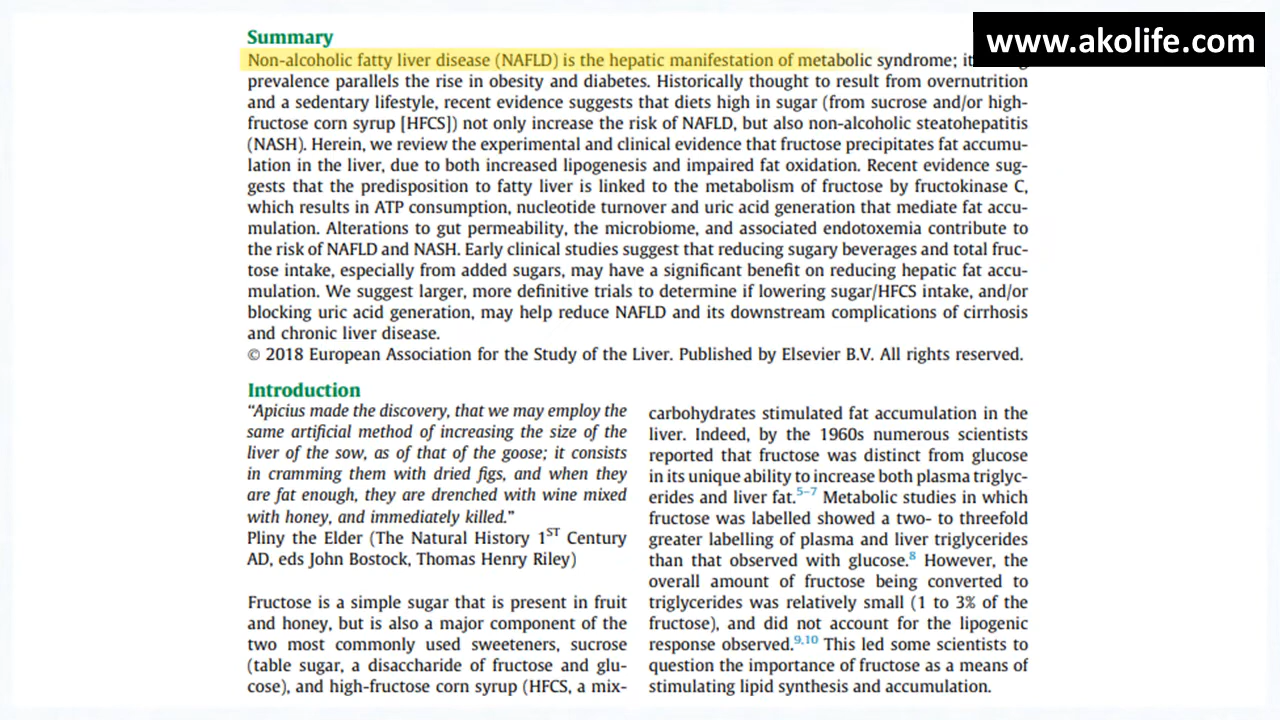 www.akolife.com
Summary
Non-alcoholic fatty liver disease (NAFLD) is the hepatic manifestation of metabolic syndrome;
prevalence parallels the rise in obesity and diabetes. Historically thought to result from overnutrition
and a sedentary lifestyle, recent evidence suggests that diets high in sugar (from sucrose and/or high-
fructose corn syrup [HFCS]) not only increase the risk of NAFLD, but also non-alcoholic steatohepatitis
(NASH). Herein, we review the experimental and clinical evidence that fructose precipitates fat accumu-
lation in the liver, due to both increased lipogenesis and impaired fat oxidation. Recent evidence sug-
gests that the predisposition to fatty liver is linked to the metabolism of fructose by fructokinase C,
which results in ATP consumption, nucleotide turnover and uric acid generation that mediate fat accu-
mulation. Alterations to gut permeability, the microbiome, and associated endotoxemia contribute to
the risk of NAFLD and NASH. Early clinical studies suggest that reducing sugary beverages and total fruc-
tose intake, especially from added sugars, may have a significant benefit on reducing hepatic fat accu-
mulation. We suggest larger, more definitive trials to determine if lowering sugar/HFCS intake, and/or
blocking uric acid generation, may help reduce NAFLD and its downstream complications of cirrhosis
and chronic liver disease.
© 2018 European Association for the Study of the Liver. Published by Elsevier B.V. All rights reserved.
Introduction
“Apicius made the discovery, that we may employ the
same artificial method of increasing the size of the
liver of the sow, as of that of the goose; it consists
in cramming them with dried figs, and when they
are fat enough, they are drenched with wine mixed
with honey, and immediately killed.”
Pliny the Elder (The Natural History 1ST Century
AD, eds John Bostock, Thomas Henry Riley)
Fructose is a simple sugar that is present in fruit
and honey, but is also a major component of the
two most commonly used sweeteners, sucrose
(table sugar, a disaccharide of fructose and glu-
cose), and high-fructose corn syrup (HFCS, a mix-
carbohydrates stimulated fat accumulation in the
liver. Indeed, by the 1960s numerous scientists
reported that fructose was distinct from glucose
in its unique ability to increase both plasma triglyc-
erides and liver fat.5–7 Metabolic studies in which
fructose was labelled showed a two- to threefold
greater labelling of plasma and liver triglycerides
than that observed with glucose.8 However, the
overall amount of fructose being converted to
triglycerides was relatively small (1 to 3% of the
fructose), and did not account for the lipogenic
response observed.9,10 This led some scientists to
question the importance of fructose as a means of
stimulating lipid synthesis and accumulation.